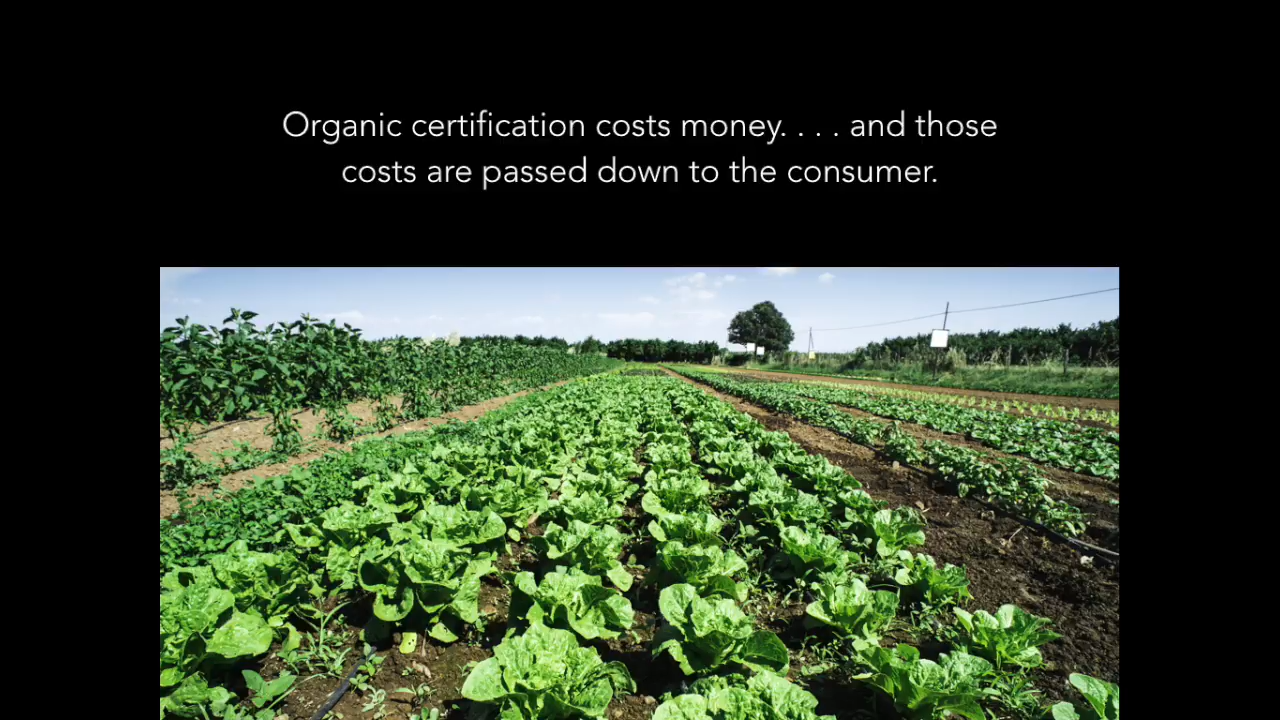 Organic certification costs money. . . . and those
costs are passed down to the consumer.